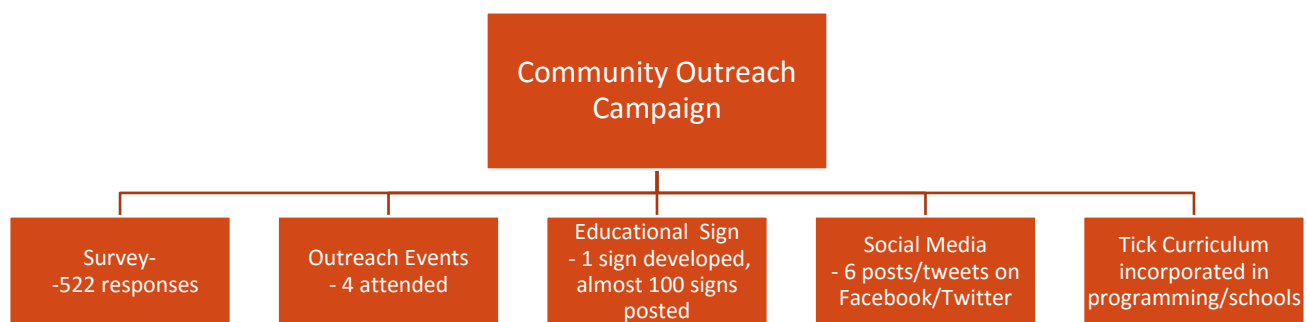 Community Outreach
Campaign
Survey-
-522 responses
Outreach Events
- 4 attended
Educational  Sign
- 1 sign developed,
almost 100 signs
posted
Social Media
- 6 posts/tweets on
Facebook/Twitter
Tick Curriculum
incorporated in
programming/schools